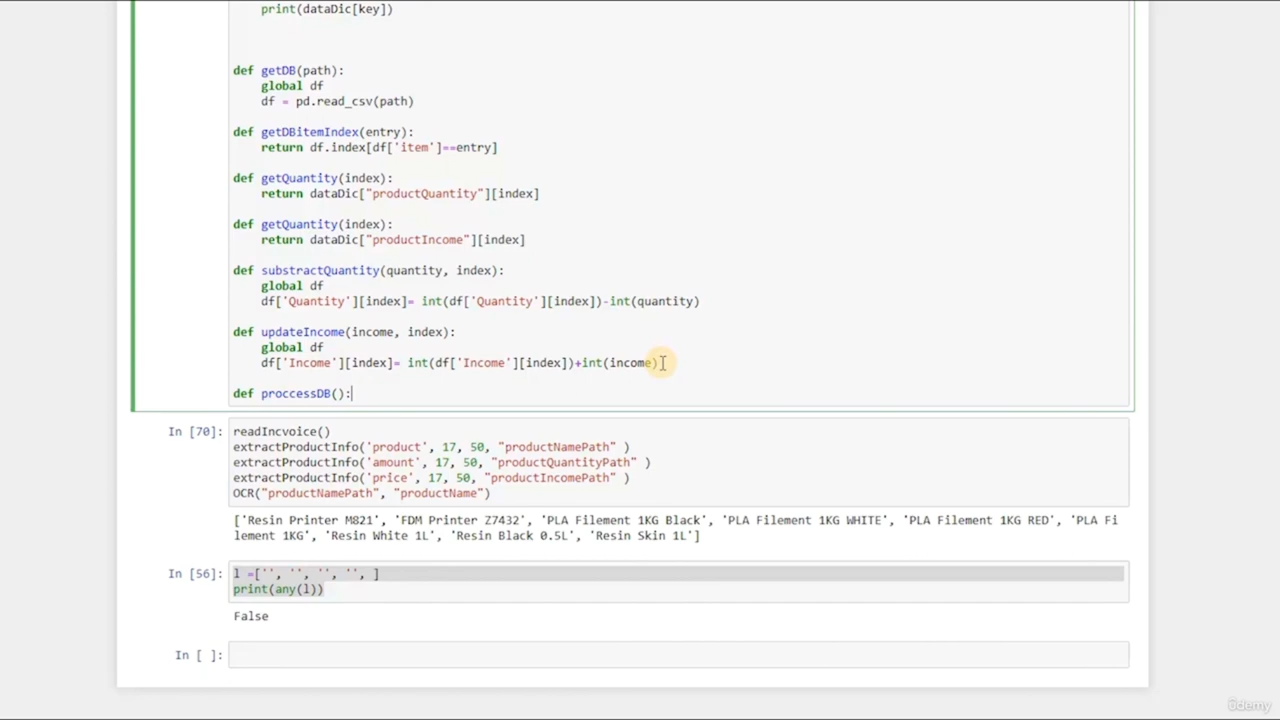 print(dataDic[key])
def getDB(path):
global df
df = pd.read_csv(path)
def getDBitemIndex(entry):
return df.index[df['item']==entry]
def getQuantity(index):
return dataDic["productQuantity"][index]
def getQuantity(index):
return dataDic["productIncome"][index]
def substractQuantity(quantity, index):
global df
df['Quantity'][index]= int(df['Quantity'][index])-int(quantity)
def updateIncome(income, index):
global df
df['Income'][index]= int(df['Income'][index])+int(income)
def proccessDB():
In [70]: readIncvoice()
extractProductInfo('product', 17, 50, "productNamePath" )
extractProductInfo('amount', 17, 50, "productQuantityPath" )
extractProductInfo('price', 17, 50, "productIncomePath" )
OCR("productNamePath", "productName")
['Resin Printer M821', 'FDM Printer Z7432', 'PLA Filement 1KG Black', 'PLA Filement 1KG WHITE', 'PLA Filement 1KG RED', 'PLA Fi
lement 1KG', 'Resin White 1L', 'Resin Black 0.5L', 'Resin Skin 1L']
In [56]: l =['', '', '', '', ]
print(any(l))
False
In [ ]:
ûdemy